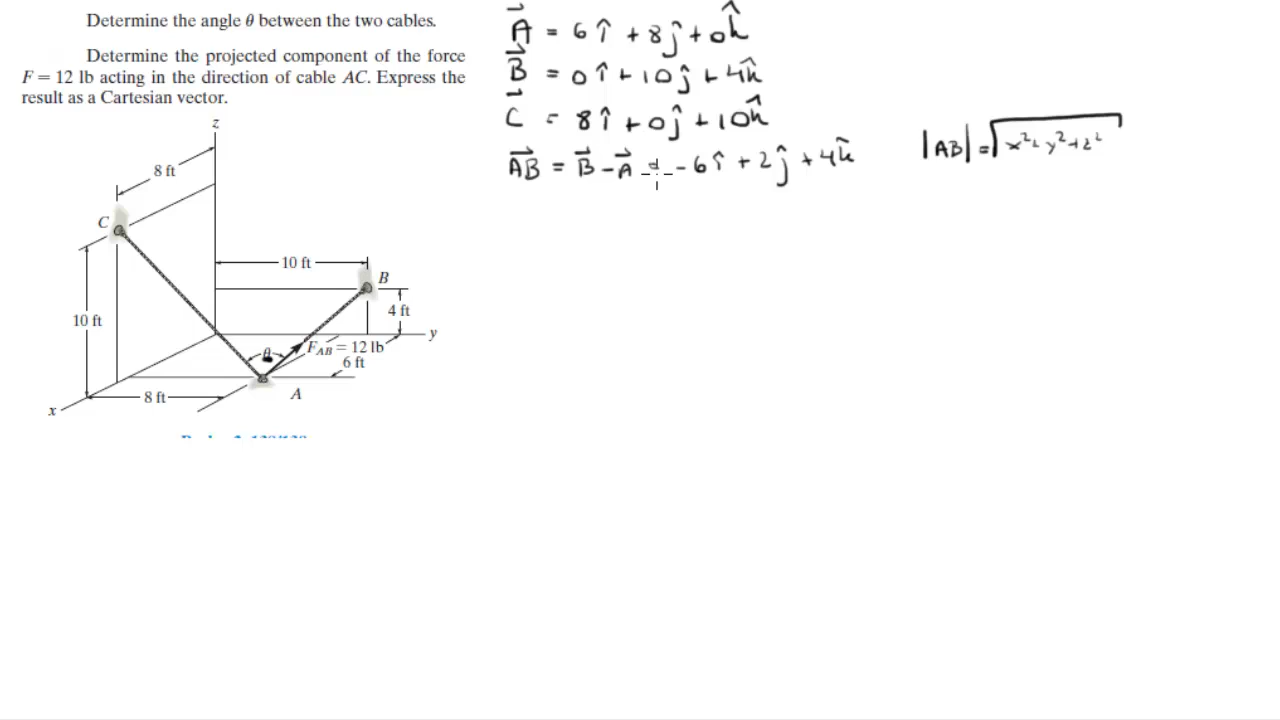 Determine the angle θ between the two cables.
Determine the projected component of the force
F = 12 lb acting in the direction of cable AC. Express the
result as a Cartesian vector.
z
8 ft
C
10 ft
B
10 ft
4 ft
y
θ
F_AB = 12 lb
6 ft
8 ft
A
x
A⃗ = 6î + 8ĵ + 0k̂
B⃗ = 0î + 10ĵ + 4k̂
C⃗ = 8î + 0ĵ + 10k̂
AB⃗ = B⃗ - A⃗ = -6î + 2ĵ + 4k̂
|AB| = √x²+y²+z²